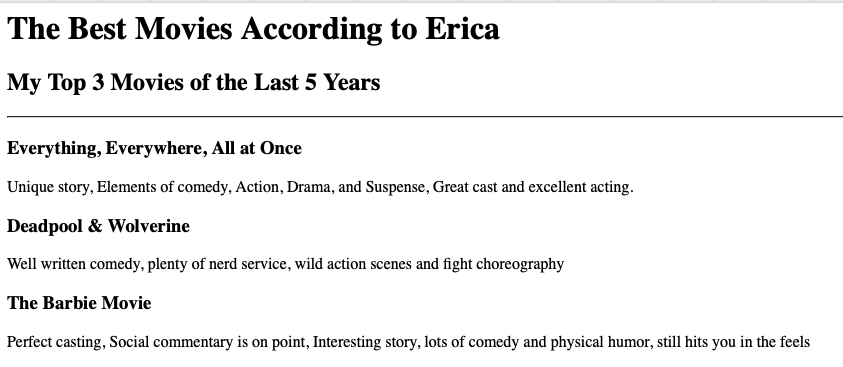 The Best Movies According to Erica
My Top 3 Movies of the Last 5 Years
Everything, Everywhere, All at Once
Unique story, Elements of comedy, Action, Drama, and Suspense, Great cast and excellent acting.
Deadpool & Wolverine
Well written comedy, plenty of nerd service, wild action scenes and fight choreography
The Barbie Movie
Perfect casting, Social commentary is on point, Interesting story, lots of comedy and physical humor, still hits you in the feels